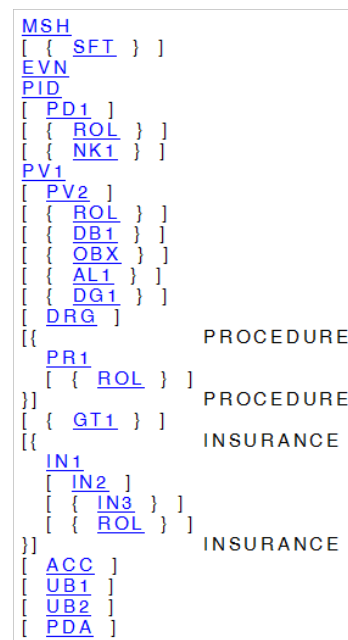 MSH
[ { SFT } ]
EVN
PID
[ PD1 ]
[ { ROL } ]
[ { NK1 } ]
PV1
[ PV2 ]
[ { ROL } ]
[ { DB1 } ]
[ { OBX } ]
[ { AL1 } ]
[ { DG1 } ]
[ DRG ]
[{ PROCEDURE
PR1
[ { ROL } ]
}] PROCEDURE
[ { GT1 } ]
[{ INSURANCE
IN1
[ IN2 ]
[ { IN3 } ]
[ { ROL } ]
}] INSURANCE
[ ACC ]
[ UB1 ]
[ UB2 ]
[ PDA ]